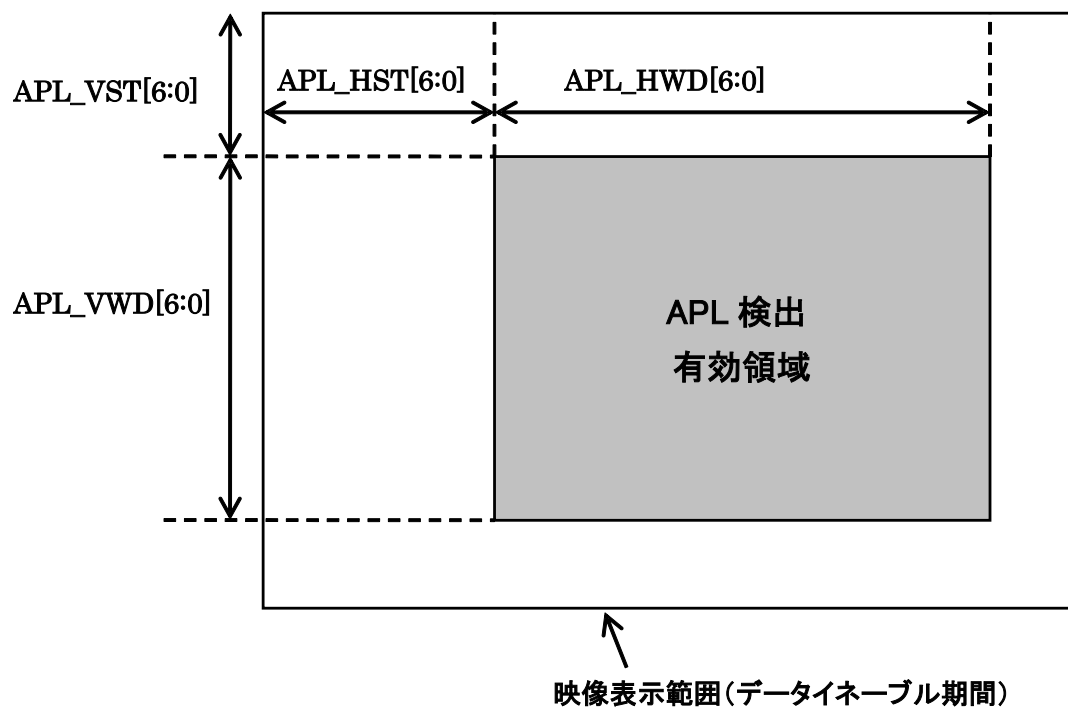 APL_VST[6:0]
APL_HST[6:0]
APL_HWD[6:0]
APL_VWD[6:0]
APL 検出
有効領域
映像表示範囲（データイネーブル期間）